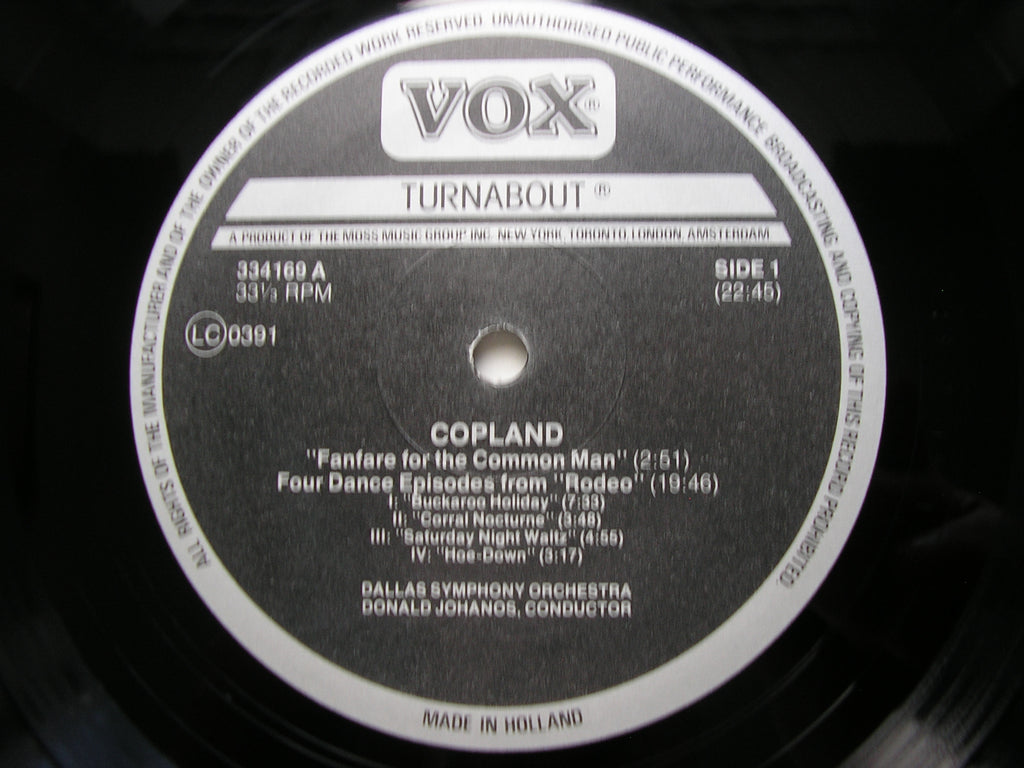 ALL RIGHTS OF THE MANUFACTURER AND OF THE OWNER OF THE RECORDED WORK RESERVED UNAUTHORISED PUBLIC PERFORMANCE BROADCASTING AND COPYING OF THIS RECORD PROHIBITED
VOX®
TURNABOUT ®
A PRODUCT OF THE MOSS MUSIC GROUP INC. NEW YORK, TORONTO, LONDON, AMSTERDAM
334169 A
33⅓ RPM
SIDE 1
(22:45)
LC 0391
COPLAND
"Fanfare for the Common Man" (2:51)
Four Dance Episodes from "Rodeo" (19:46)
I: "Buckaroo Holiday" (7:33)
II: "Corral Nocturne" (3:48)
III: "Saturday Night Waltz" (4:55)
IV: "Hoe-Down" (3:17)
DALLAS SYMPHONY ORCHESTRA
DONALD JOHANOS, CONDUCTOR
MADE IN HOLLAND